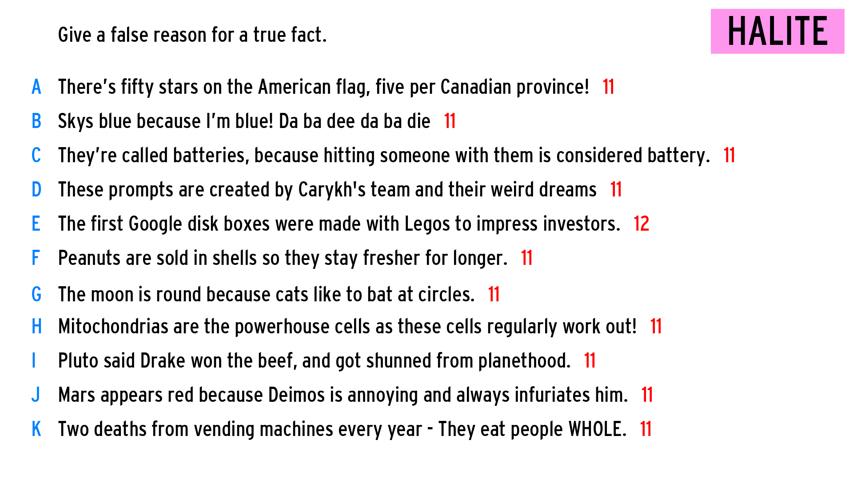 Give a false reason for a true fact.
HALITE
A There's fifty stars on the American flag, five per Canadian province! 11
B Skys blue because I'm blue! Da ba dee da ba die 11
C They're called batteries, because hitting someone with them is considered battery. 11
D These prompts are created by Carykh's team and their weird dreams 11
E The first Google disk boxes were made with Legos to impress investors. 12
F Peanuts are sold in shells so they stay fresher for longer. 11
G The moon is round because cats like to bat at circles. 11
H Mitochondrias are the powerhouse cells as these cells regularly work out! 11
I Pluto said Drake won the beef, and got shunned from planethood. 11
J Mars appears red because Deimos is annoying and always infuriates him. 11
K Two deaths from vending machines every year - They eat people WHOLE. 11